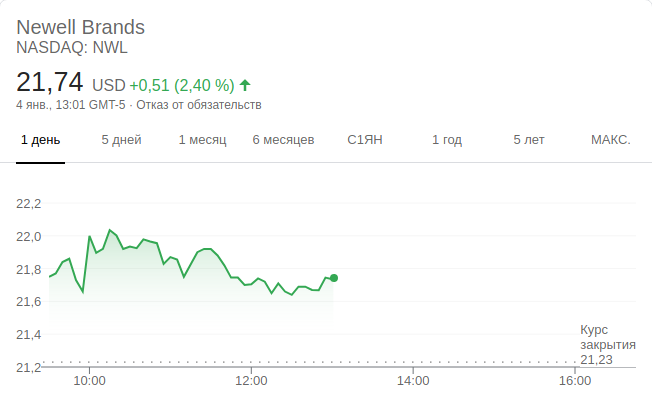 Newell Brands
NASDAQ: NWL
21,74 USD +0,51 (2,40 %)
4 янв., 13:01 GMT-5 · Отказ от обязательств
1 день 5 дней 1 месяц 6 месяцев С1ЯН 1 год 5 лет МАКС.
22,2
22,0
21,8
21,6
21,4
21,2
Курс
закрытия
21,23
10:00 12:00 14:00 16:00